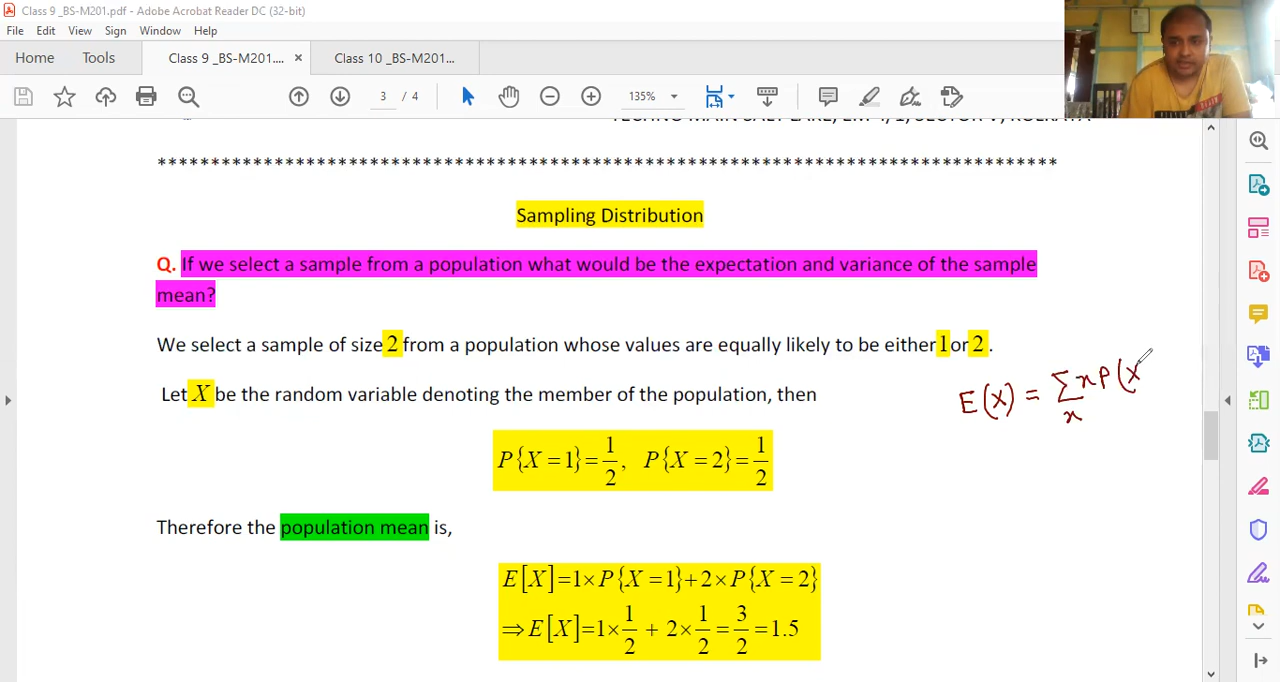 Class 9 _BS-M201.pdf - Adobe Acrobat Reader DC (32-bit)
File Edit View Sign Window Help
Home Tools Class 9 _BS-M201.... × Class 10 _BS-M201...
3 / 4 135%
*************************************************************************************
Sampling Distribution
Q. If we select a sample from a population what would be the expectation and variance of the sample
mean?
We select a sample of size 2 from a population whose values are equally likely to be either 1 or 2.
Let X be the random variable denoting the member of the population, then
E(X) = ∑ₓ x P(X
P{X = 1} = 1/2, P{X = 2} = 1/2
Therefore the population mean is,
E[X] = 1 × P{X = 1} + 2 × P{X = 2}
⇒ E[X] = 1 × 1/2 + 2 × 1/2 = 3/2 = 1.5